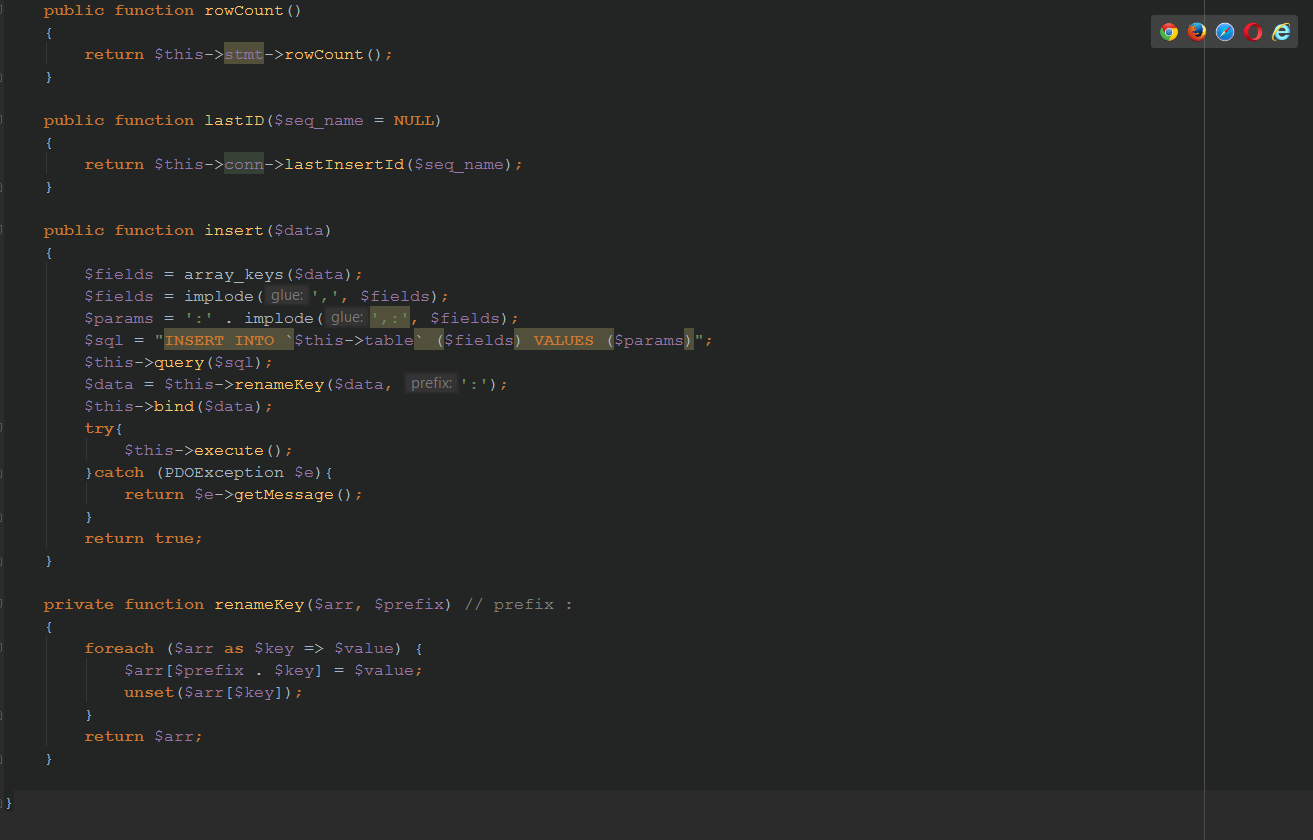 public function rowCount()
{
return $this->stmt->rowCount();
}
public function lastID($seq_name = NULL)
{
return $this->conn->lastInsertId($seq_name);
}
public function insert($data)
{
$fields = array_keys($data);
$fields = implode( glue: ',', $fields);
$params = ':' . implode( glue: ',:', $fields);
$sql = "INSERT INTO `$this->table` ($fields) VALUES ($params)";
$this->query($sql);
$data = $this->renameKey($data, prefix: ':');
$this->bind($data);
try{
$this->execute();
}catch (PDOException $e){
return $e->getMessage();
}
return true;
}
private function renameKey($arr, $prefix) // prefix :
{
foreach ($arr as $key => $value) {
$arr[$prefix . $key] = $value;
unset($arr[$key]);
}
return $arr;
}
}